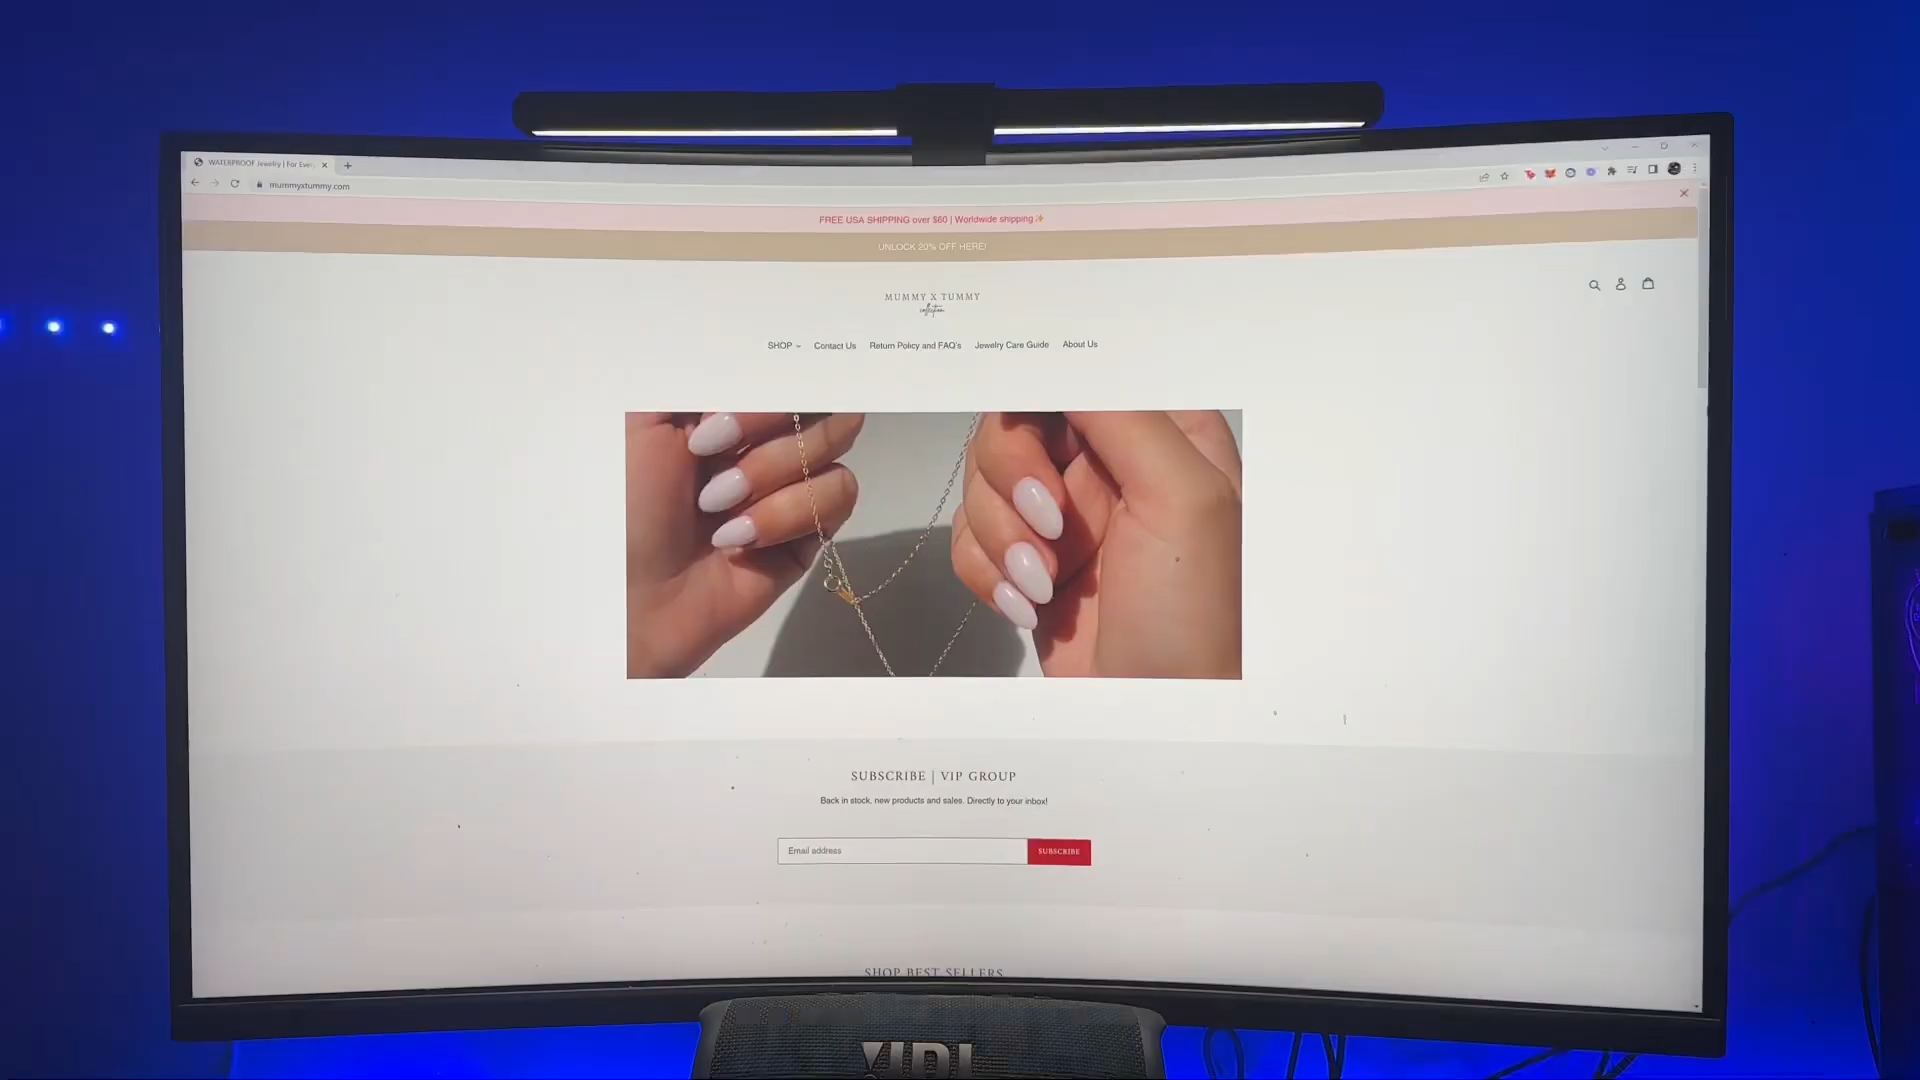 WATERPROOF Jewelry | For Ever
mummyxtummy.com
FREE USA SHIPPING over $60 | Worldwide shipping✨
UNLOCK 20% OFF HERE!
MUMMY X TUMMY
collection
SHOP Contact Us Return Policy and FAQ's Jewelry Care Guide About Us
SUBSCRIBE | VIP GROUP
Back in stock, new products and sales. Directly to your inbox!
Email address SUBSCRIBE
SHOP BEST SELLERS